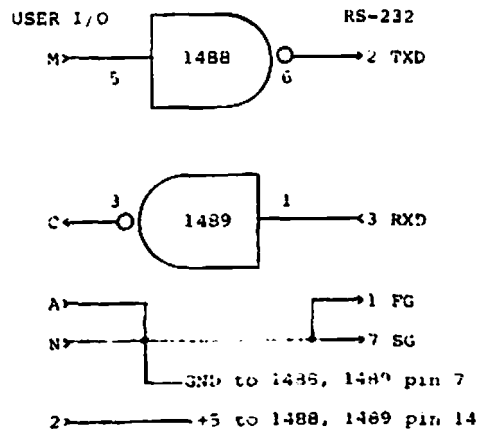 USER I/O RS-232
M 5 1488 6 2 TXD
C 3 1489 1 3 RXD
A 1 FG
N 7 SG
GND to 1488, 1489 pin 7
2 +5 to 1488, 1489 pin 14